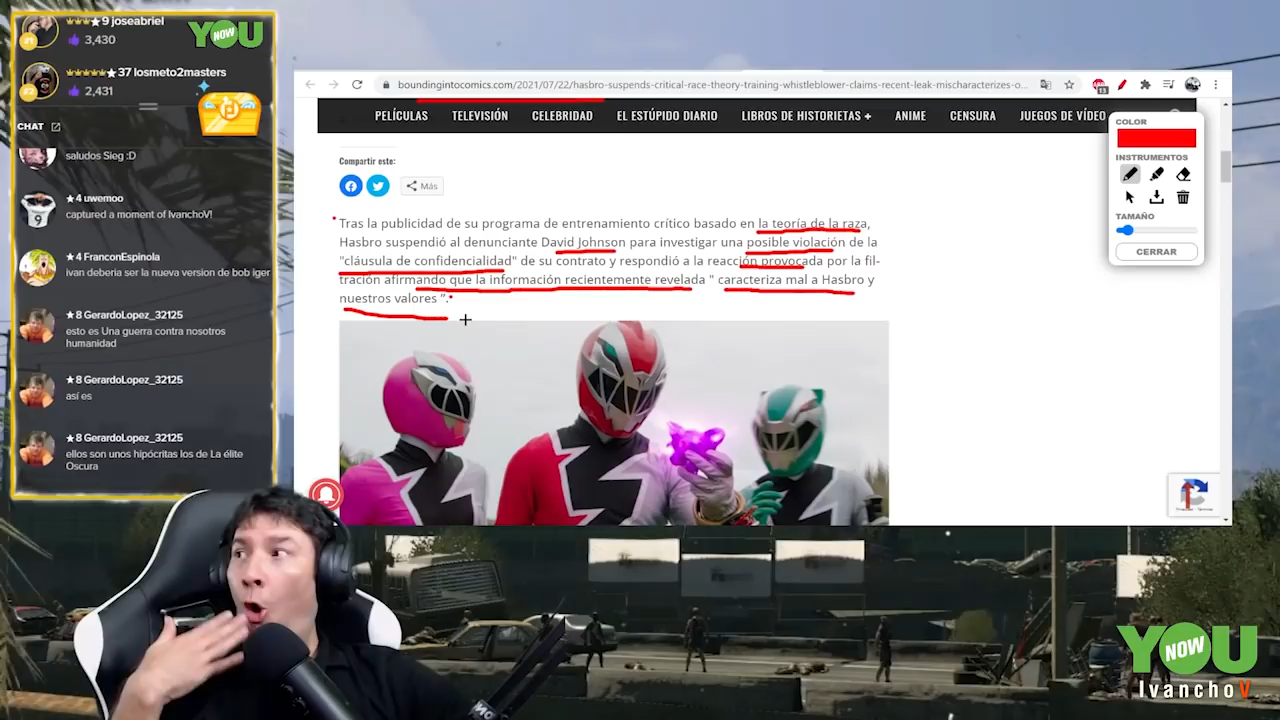 ★9 joseabriel
3,430
YOU
NOW
37 losmeto2masters
2,431
CHAT
saludos Sieg :D
★4 uwemoo
captured a moment of IvanchoV!
★4 FranconEspinola
ivan deberia ser la nueva version de bob iger
★8 GerardoLopez_32125
esto es Una guerra contra nosotros
humanidad
★8 GerardoLopez_32125
así es
★8 GerardoLopez_32125
ellos son unos hipócritas los de La élite
Oscura
boundingintocomics.com/2021/07/22/hasbro-suspends-critical-race-theory-training-whistleblower-claims-recent-leak-mischaracterizes-o...
PELÍCULAS TELEVISIÓN CELEBRIDAD EL ESTÚPIDO DIARIO LIBROS DE HISTORIETAS + ANIME CENSURA JUEGOS DE VÍDEO
Compartir este:
Más
Tras la publicidad de su programa de entrenamiento crítico basado en la teoría de la raza,
Hasbro suspendió al denunciante David Johnson para investigar una posible violación de la
"cláusula de confidencialidad" de su contrato y respondió a la reacción provocada por la fil-
tración afirmando que la información recientemente revelada " caracteriza mal a Hasbro y
nuestros valores ".
COLOR
INSTRUMENTOS
TAMAÑO
CERRAR
YOU
NOW
IvanchoV